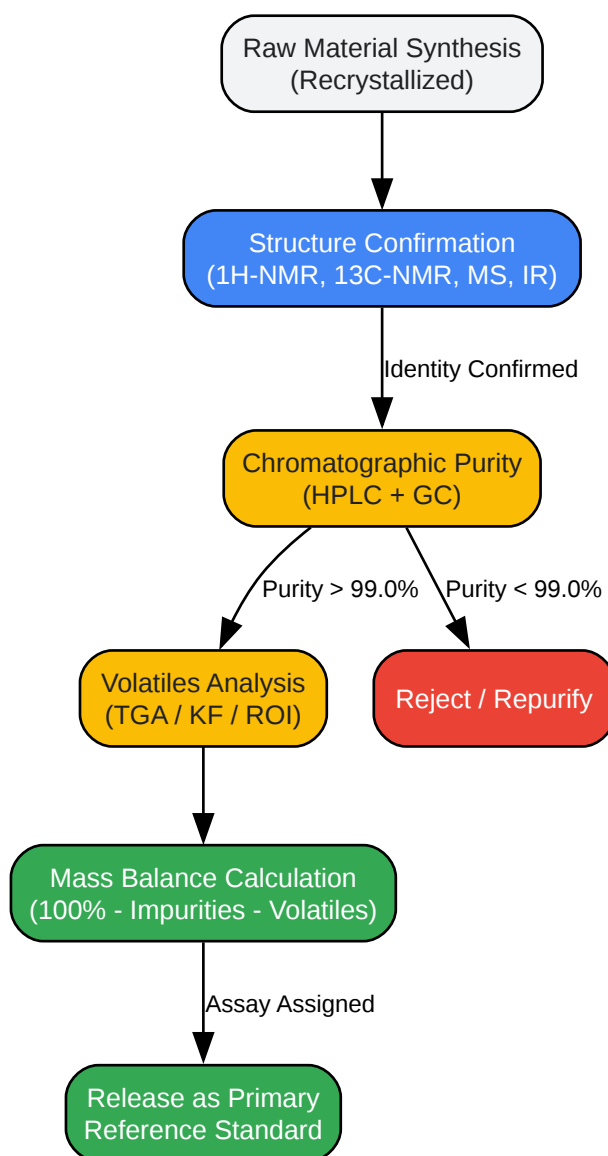 Raw Material Synthesis
(Recrystallized)
Structure Confirmation
(1H-NMR, 13C-NMR, MS, IR)
Identity Confirmed
Chromatographic Purity
(HPLC + GC)
Purity > 99.0%
Purity < 99.0%
Volatiles Analysis
(TGA / KF / ROI)
Reject / Repurify
Mass Balance Calculation
(100% - Impurities - Volatiles)
Assay Assigned
Release as Primary
Reference Standard